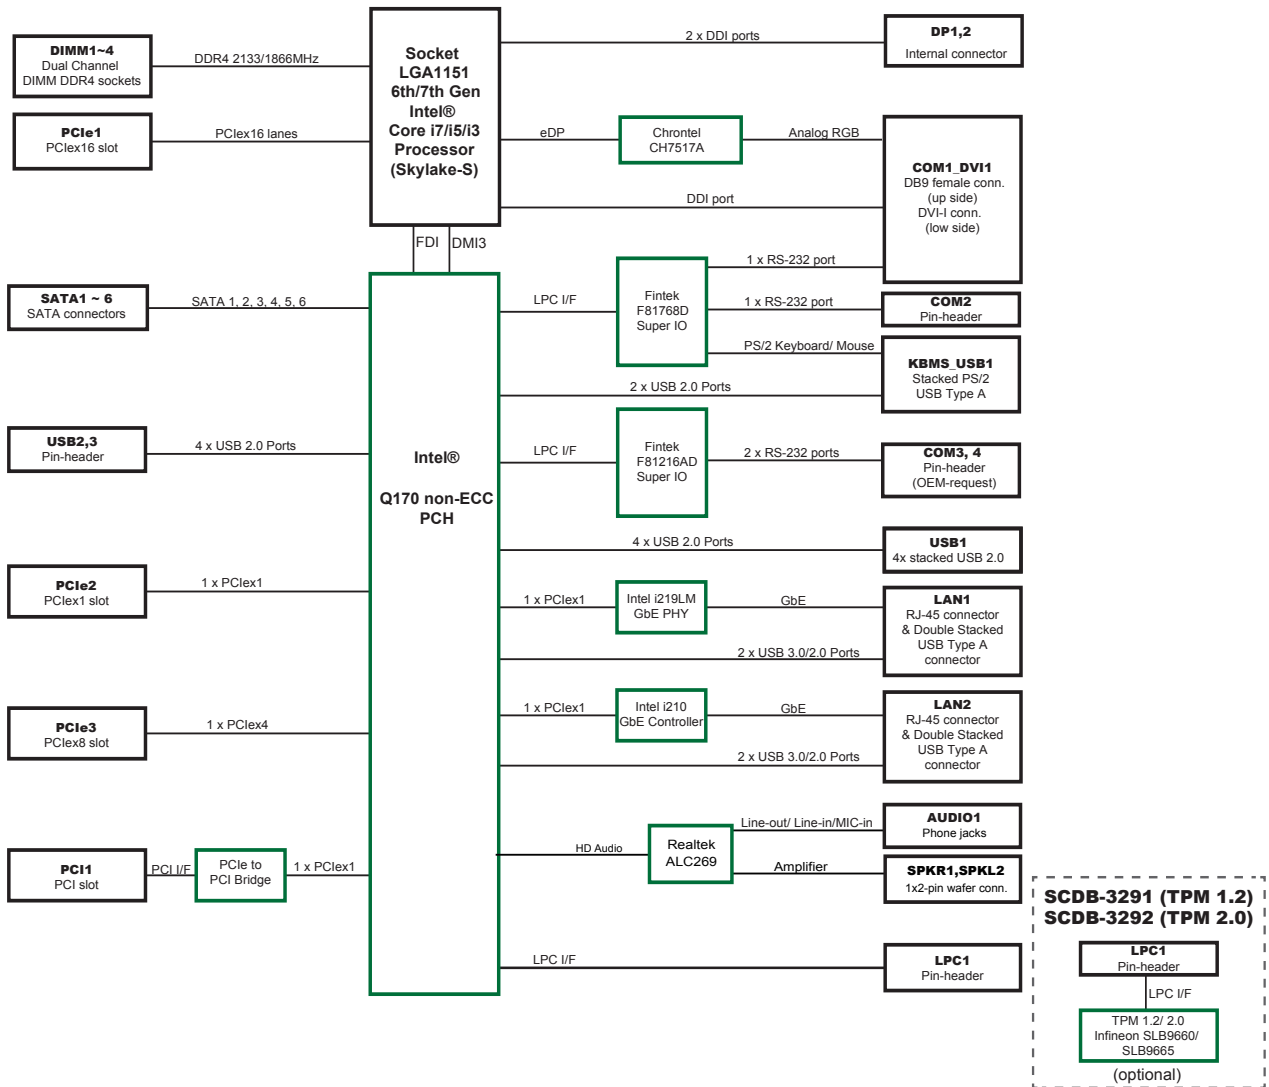 DIMM1~4
Dual Channel
DIMM DDR4 sockets
DDR4 2133/1866MHz
PCIe1
PCIex16 slot
PCIex16 lanes
Socket
LGA1151
6th/7th Gen
Intel®
Core i7/i5/i3
Processor
(Skylake-S)
2 x DDI ports
DP1,2
Internal connector
eDP
Chrontel
CH7517A
Analog RGB
DDI port
COM1_DVI1
DB9 female conn.
(up side)
DVI-I conn.
(low side)
FDI
DMI3
SATA1 ~ 6
SATA connectors
SATA 1, 2, 3, 4, 5, 6
LPC I/F
Fintek
F81768D
Super IO
1 x RS-232 port
1 x RS-232 port
COM2
Pin-header
PS/2 Keyboard/ Mouse
2 x USB 2.0 Ports
KBMS_USB1
Stacked PS/2
USB Type A
USB2,3
Pin-header
4 x USB 2.0 Ports
Intel®
Q170 non-ECC
PCH
LPC I/F
Fintek
F81216AD
Super IO
2 x RS-232 ports
COM3, 4
Pin-header
(OEM-request)
4 x USB 2.0 Ports
USB1
4x stacked USB 2.0
PCIe2
PCIex1 slot
1 x PCIex1
1 x PCIex1
Intel i219LM
GbE PHY
GbE
2 x USB 3.0/2.0 Ports
LAN1
RJ-45 connector
& Double Stacked
USB Type A
connector
PCIe3
PCIex8 slot
1 x PCIex4
1 x PCIex1
Intel i210
GbE Controller
GbE
2 x USB 3.0/2.0 Ports
LAN2
RJ-45 connector
& Double Stacked
USB Type A
connector
PCI1
PCI slot
PCI I/F
PCIe to
PCI Bridge
1 x PCIex1
HD Audio
Realtek
ALC269
Line-out/ Line-in/MIC-in
AUDIO1
Phone jacks
Amplifier
SPKR1,SPKL2
1x2-pin wafer conn.
LPC I/F
LPC1
Pin-header
SCDB-3291 (TPM 1.2)
SCDB-3292 (TPM 2.0)
LPC1
Pin-header
LPC I/F
TPM 1.2/ 2.0
Infineon SLB9660/
SLB9665
(optional)